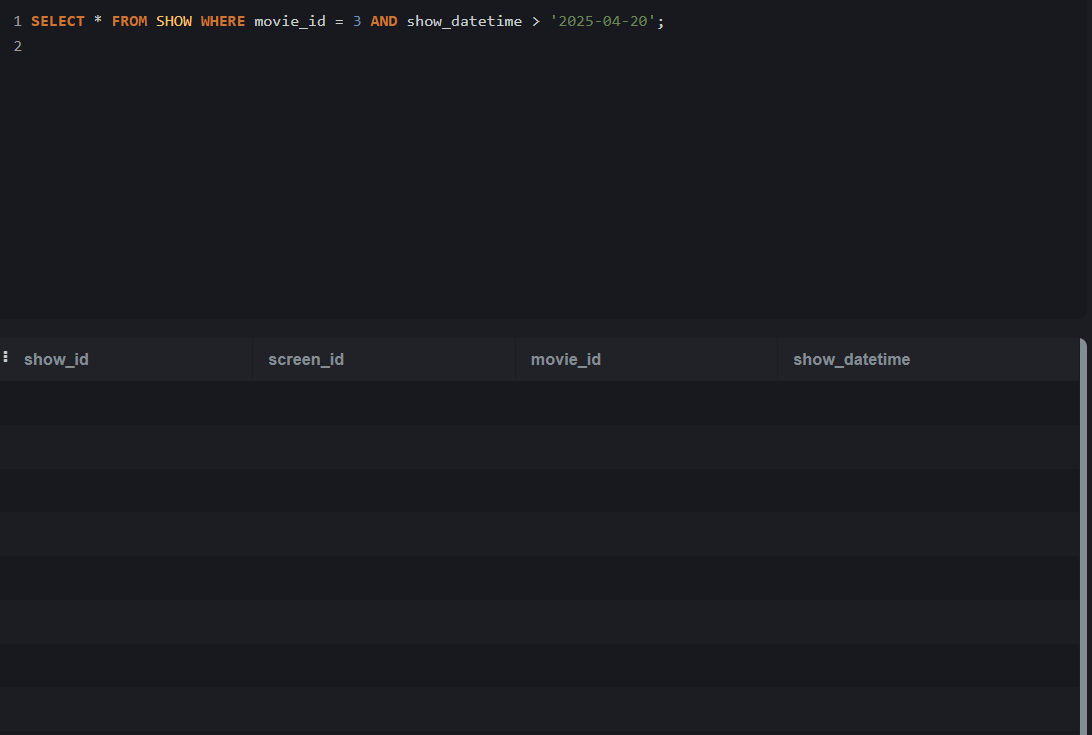 1 SELECT * FROM SHOW WHERE movie_id = 3 AND show_datetime > '2025-04-20';
2
show_id screen_id movie_id show_datetime